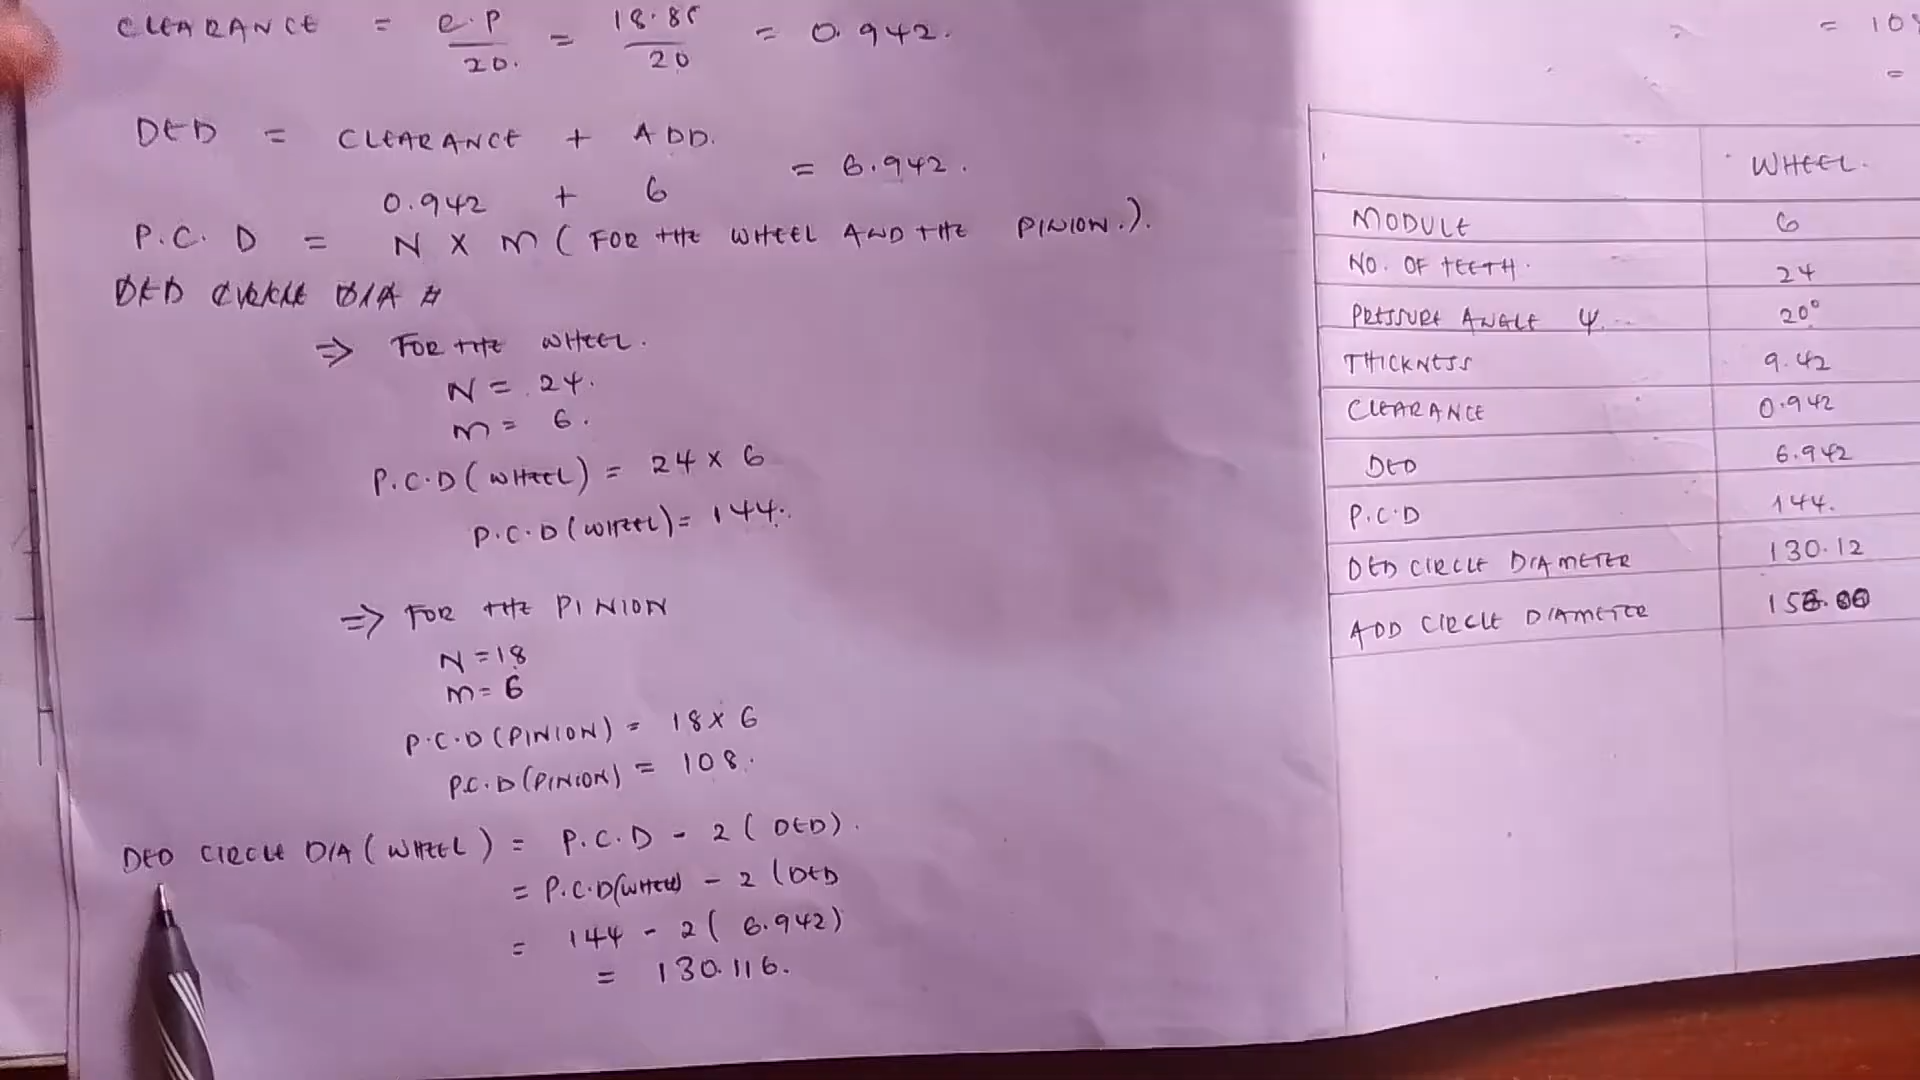 CLEARANCE = C.P / 20. = 18.85 / 20 = 0.942.
DED = CLEARANCE + ADD.
0.942 + 6 = 6.942.
P.C.D = N X m (FOR THE WHEEL AND THE PINION.).
DED CIRCLE DIA =
⇒ FOR THE WHEEL.
N = 24.
m = 6.
P.C.D (WHEEL) = 24 x 6
P.C.D (WHEEL) = 144.
⇒ FOR THE PINION
N = 18
m = 6
P.C.D (PINION) = 18 x 6
P.C.D (PINION) = 108.
DED CIRCLE DIA (WHEEL) = P.C.D - 2 ( DED).
= P.C.D(WHEEL) - 2 (DED
= 144 - 2 ( 6.942)
= 130.116.
= 10
=
WHEEL.
MODULE 6
NO. OF TEETH. 24
PRESSURE ANGLE Ψ 20°
THICKNESS 9.42
CLEARANCE 0.942
DED 6.942
P.C.D 144.
DED CIRCLE DIAMETER 130.12
ADD CIRCLE DIAMETER 156.00